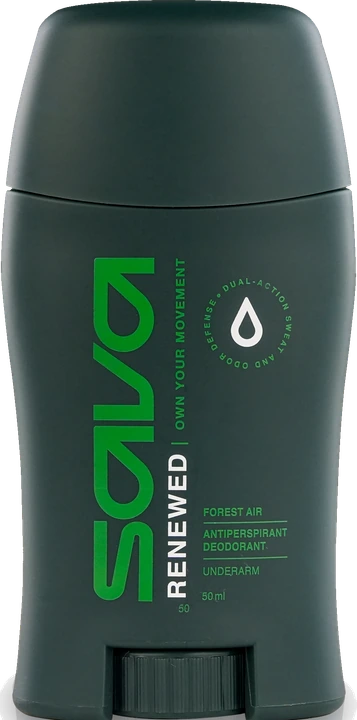 sava
RENEWED | OWN YOUR MOVEMENT
DUAL-ACTION SWEAT AND ODOR DEFENSE •
FOREST AIR
ANTIPERSPIRANT
DEODORANT
UNDERARM
50 ml
50